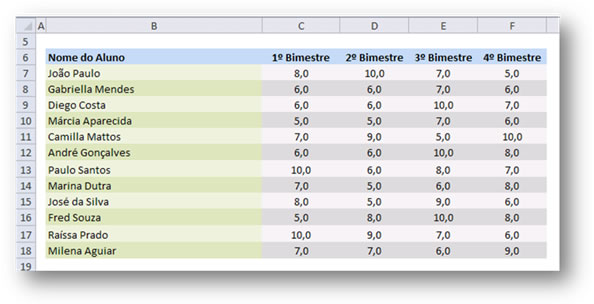 A B C D E F
5
6 Nome do Aluno 1º Bimestre 2º Bimestre 3º Bimestre 4º Bimestre
7 João Paulo 8,0 10,0 7,0 5,0
8 Gabriella Mendes 6,0 6,0 7,0 6,0
9 Diego Costa 6,0 6,0 10,0 7,0
10 Márcia Aparecida 5,0 5,0 7,0 6,0
11 Camilla Mattos 7,0 9,0 5,0 10,0
12 André Gonçalves 6,0 6,0 10,0 8,0
13 Paulo Santos 10,0 6,0 8,0 7,0
14 Marina Dutra 7,0 5,0 6,0 8,0
15 José da Silva 8,0 5,0 9,0 6,0
16 Fred Souza 5,0 8,0 10,0 8,0
17 Raíssa Prado 10,0 9,0 7,0 6,0
18 Milena Aguiar 7,0 7,0 6,0 9,0
19